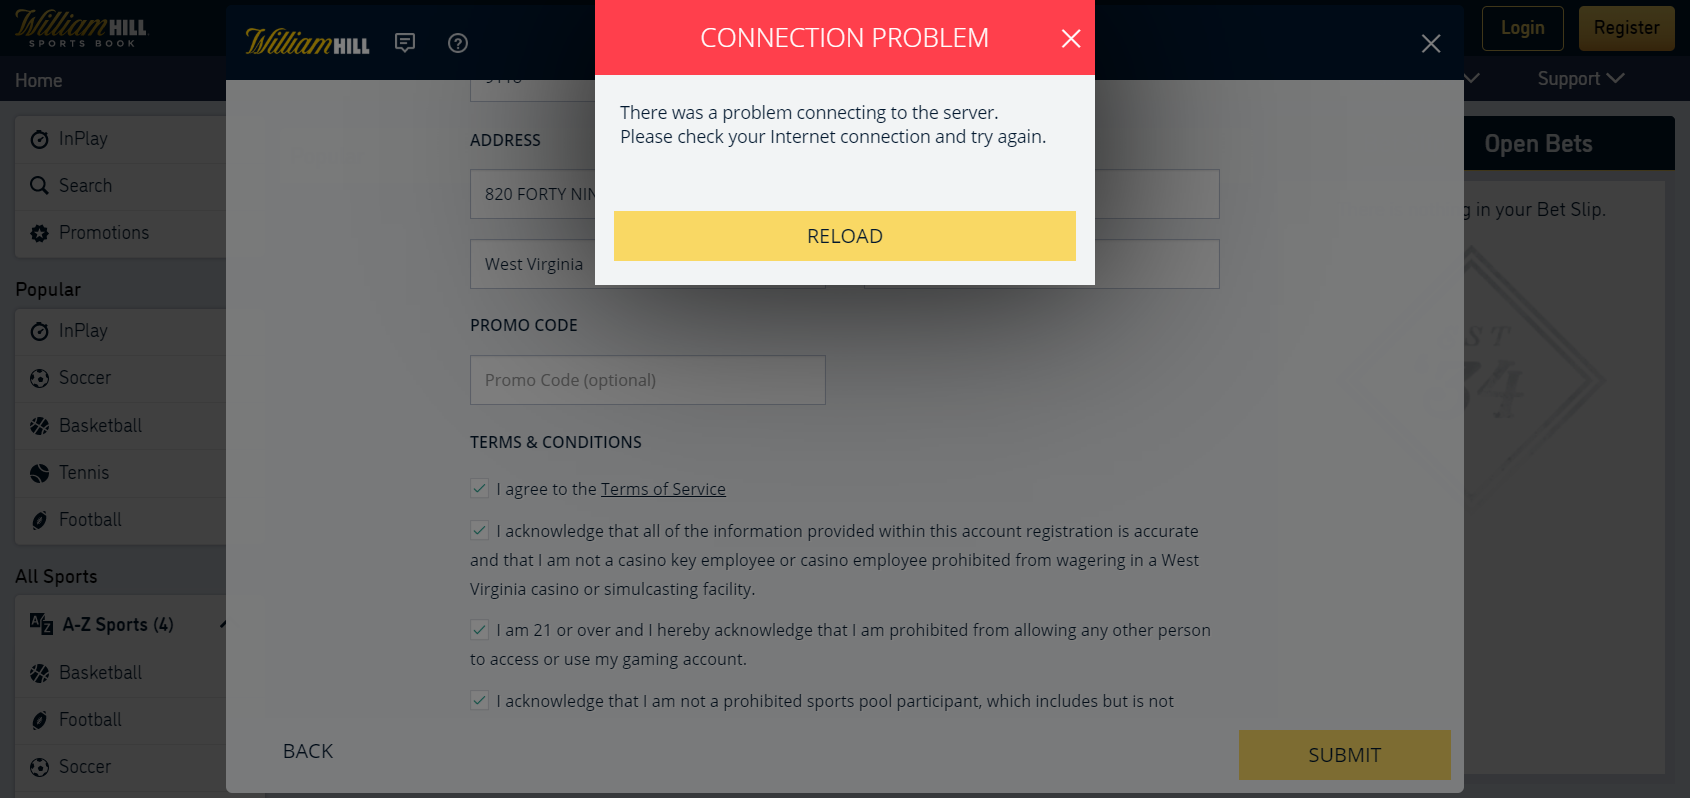 William HILL
SPORTS BOOK
Login
Register
Home
Support
William HILL
CONNECTION PROBLEM
There was a problem connecting to the server.
Please check your Internet connection and try again.
RELOAD
InPlay
Search
Promotions
Popular
InPlay
Soccer
Basketball
Tennis
Football
All Sports
A-Z Sports (4)
Basketball
Football
Soccer
ADDRESS
820 FORTY
West Virginia
PROMO CODE
Promo Code (optional)
TERMS & CONDITIONS
I agree to the Terms of Service
I acknowledge that all of the information provided within this account registration is accurate
and that I am not a casino key employee or casino employee prohibited from wagering in a West
Virginia casino or simulcasting facility.
I am 21 or over and I hereby acknowledge that I am prohibited from allowing any other person
to access or use my gaming account.
I acknowledge that I am not a prohibited sports pool participant, which includes but is not
BACK
SUBMIT
Open Bets
in your Bet Slip.